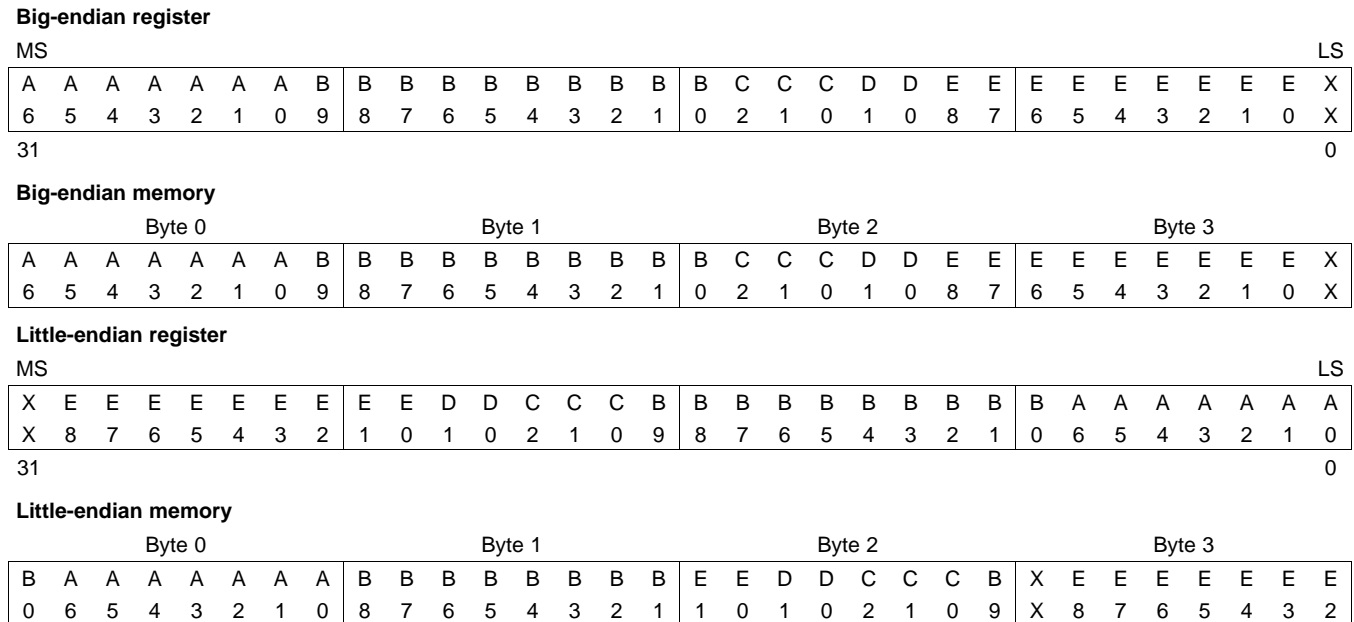 Big-endian register
MS LS
A A A A A A A B B B B B B B B B B C C C D D E E E E E E E E E X
6 5 4 3 2 1 0 9 8 7 6 5 4 3 2 1 0 2 1 0 1 0 8 7 6 5 4 3 2 1 0 X
31 0
Big-endian memory
Byte 0 Byte 1 Byte 2 Byte 3
A A A A A A A B B B B B B B B B B C C C D D E E E E E E E E E X
6 5 4 3 2 1 0 9 8 7 6 5 4 3 2 1 0 2 1 0 1 0 8 7 6 5 4 3 2 1 0 X
Little-endian register
MS LS
X E E E E E E E E E D D C C C B B B B B B B B B B A A A A A A A
X 8 7 6 5 4 3 2 1 0 1 0 2 1 0 9 8 7 6 5 4 3 2 1 0 6 5 4 3 2 1 0
31 0
Little-endian memory
Byte 0 Byte 1 Byte 2 Byte 3
B A A A A A A A B B B B B B B B E E D D C C C B X E E E E E E E
0 6 5 4 3 2 1 0 8 7 6 5 4 3 2 1 1 0 1 0 2 1 0 9 X 8 7 6 5 4 3 2